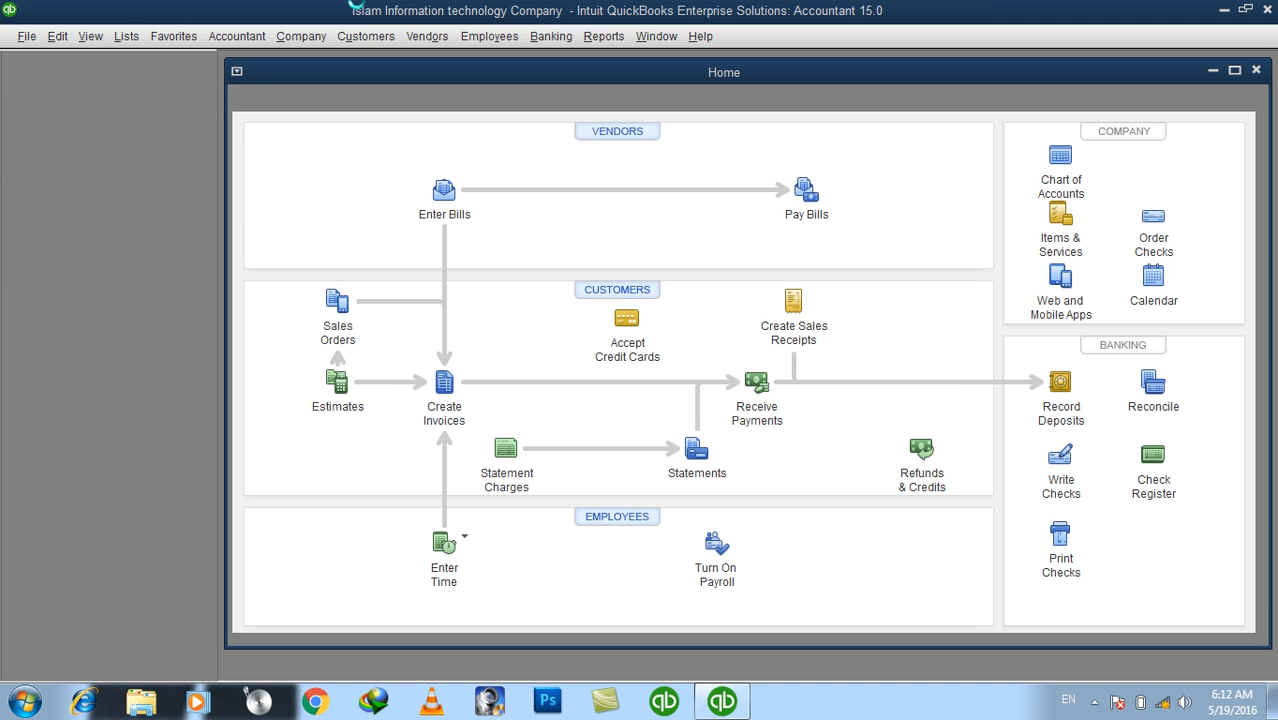 Islam Information technology Company - Intuit QuickBooks Enterprise Solutions: Accountant 15.0
File Edit View Lists Favorites Accountant Company Customers Vendors Employees Banking Reports Window Help
Home
VENDORS
Enter Bills
Pay Bills
CUSTOMERS
Sales
Orders
Accept
Credit Cards
Create Sales
Receipts
Estimates
Create
Invoices
Receive
Payments
Statement
Charges
Statements
Refunds
& Credits
EMPLOYEES
Enter
Time
Turn On
Payroll
COMPANY
Chart of
Accounts
Items &
Services
Order
Checks
Web and
Mobile Apps
Calendar
BANKING
Record
Deposits
Reconcile
Write
Checks
Check
Register
Print
Checks
qb
Ps
qb
qb
EN
6:12 AM
5/19/2016